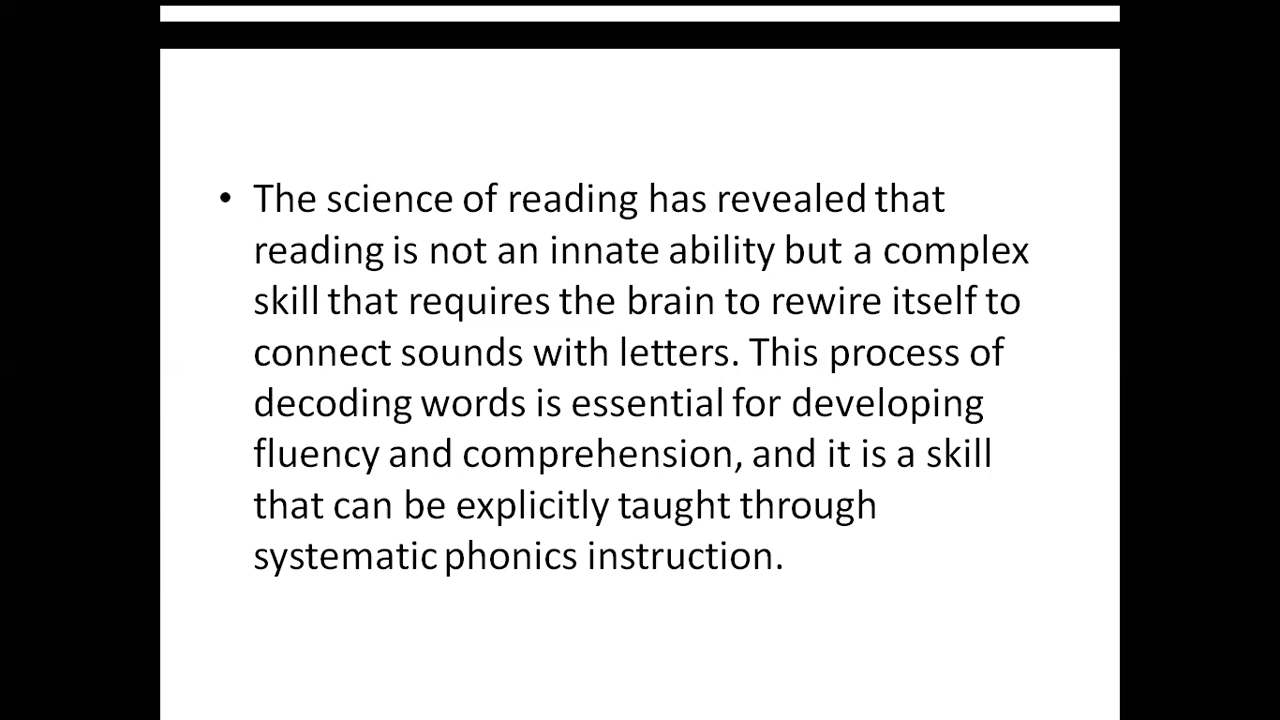 • The science of reading has revealed that
reading is not an innate ability but a complex
skill that requires the brain to rewire itself to
connect sounds with letters. This process of
decoding words is essential for developing
fluency and comprehension, and it is a skill
that can be explicitly taught through
systematic phonics instruction.